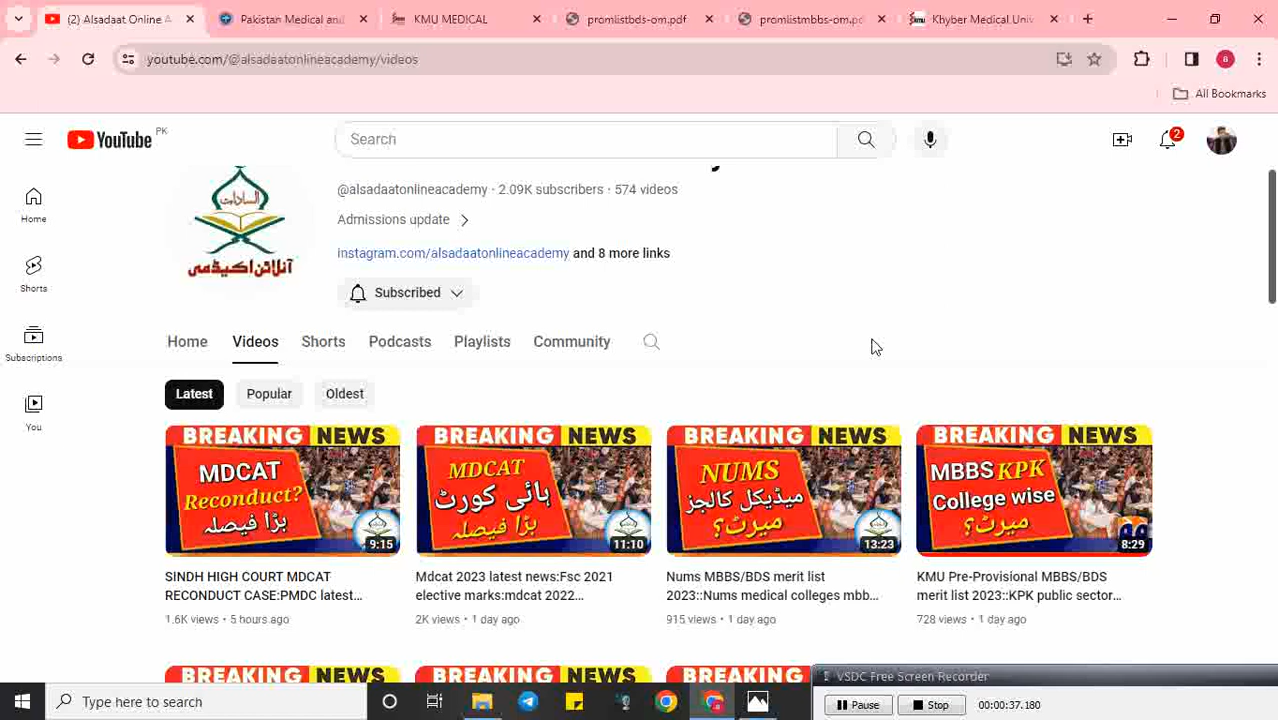 (2) Alsadaat Online A
Pakistan Medical and
KMU MEDICAL
promlistbds-om.pdf
promlistmbbs-om.pd
Khyber Medical Univ
youtube.com/@alsadaatonlineacademy/videos
a
All Bookmarks
YouTube PK
Search
2
السادات
آنلائن اکیڈمی
@alsadaatonlineacademy · 2.09K subscribers · 574 videos
Admissions update
instagram.com/alsadaatonlineacademy and 8 more links
Subscribed
Home
Shorts
Subscriptions
You
Home Videos Shorts Podcasts Playlists Community
Latest Popular Oldest
BREAKING NEWS
MDCAT
Reconduct?
بڑا فیصلہ
9:15
SINDH HIGH COURT MDCAT
RECONDUCT CASE:PMDC latest...
1.6K views · 5 hours ago
BREAKING NEWS
MDCAT
ہائی کورٹ
بڑا فیصلہ
11:10
Mdcat 2023 latest news:Fsc 2021
elective marks:mdcat 2022...
2K views · 1 day ago
BREAKING NEWS
NUMS
میڈیکل کالجز
میرٹ؟
13:23
Nums MBBS/BDS merit list
2023::Nums medical colleges mbb...
915 views · 1 day ago
BREAKING NEWS
MBBS KPK
College wise
میرٹ؟
8:29
KMU Pre-Provisional MBBS/BDS
merit list 2023::KPK public sector...
728 views · 1 day ago
BREAKING NEWS
BREAKING NEWS
BREAKING
VSDC Free Screen Recorder
Pause
Stop
00:00:37.180
Type here to search